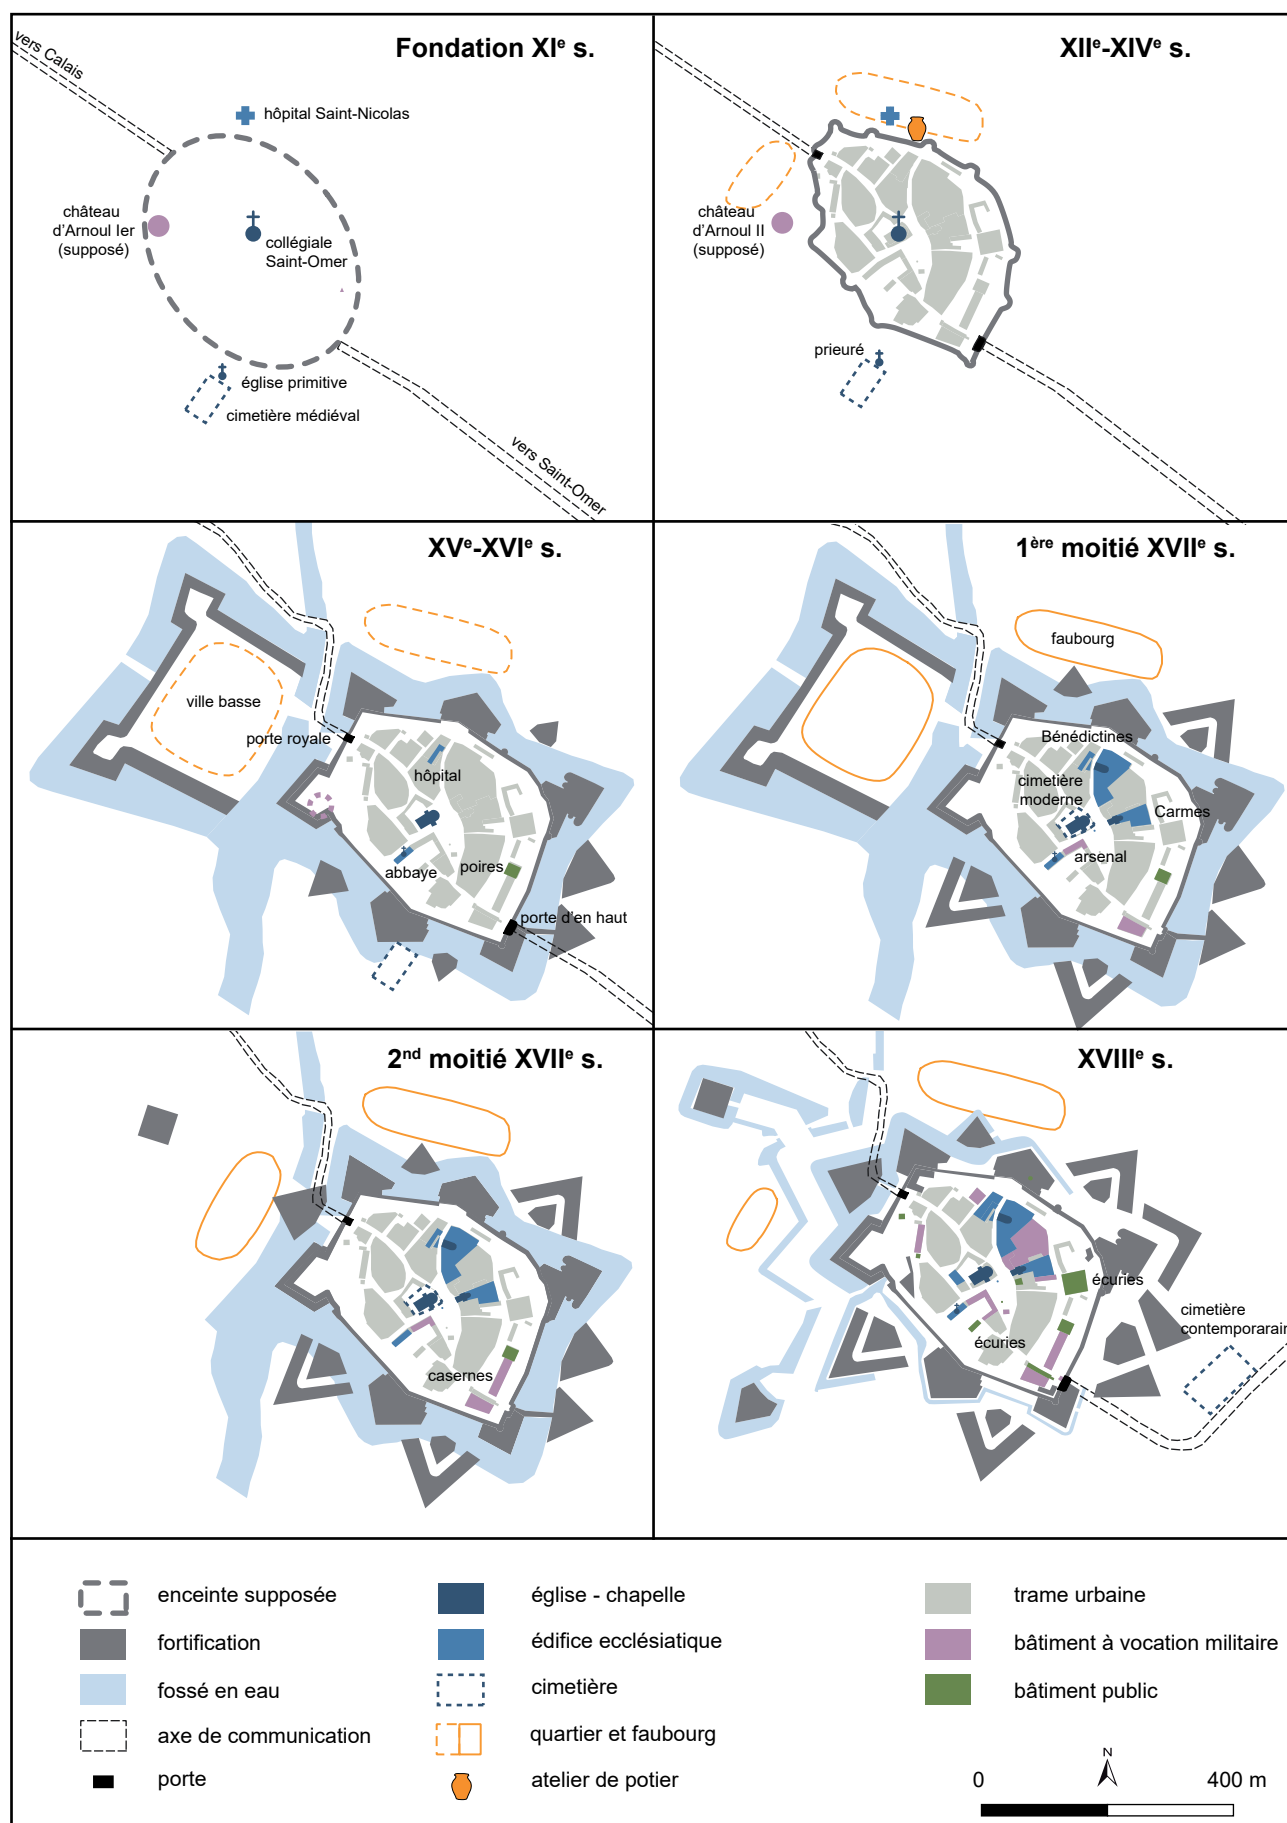 Fondation XIe s.
vers Calais
hôpital Saint-Nicolas
château
d'Arnoul Ier
(supposé)
collégiale
Saint-Omer
église primitive
cimetière médiéval
vers Saint-Omer
XIIe-XIVe s.
château
d'Arnoul II
(supposé)
prieuré
XVe-XVIe s.
ville basse
porte royale
hôpital
abbaye
poires
porte d'en haut
1ère moitié XVIIe s.
faubourg
Bénédictines
cimetière
moderne
Carmes
arsenal
2nd moitié XVIIe s.
casernes
XVIIIe s.
écuries
cimetière
contemporarain
écuries
enceinte supposée
fortification
fossé en eau
axe de communication
porte
église - chapelle
édifice ecclésiatique
cimetière
quartier et faubourg
atelier de potier
trame urbaine
bâtiment à vocation militaire
bâtiment public
N
0 400 m